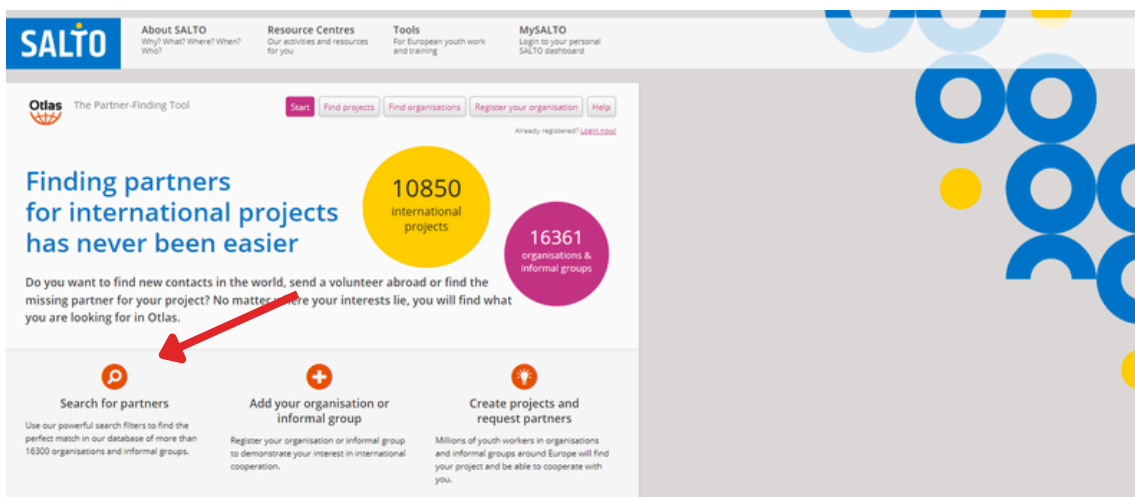 SALTO
About SALTO
Why? What? Where? When?
Who?
Resource Centres
Our activities and resources
for you
Tools
For European youth work
and training
MySALTO
Login to your personal
SALTO dashboard
Otlas
The Partner-Finding Tool
Start
Find projects
Find organisations
Register your organisation
Help
Already registered? Login now!
Finding partners
for international projects
has never been easier
10850
international
projects
16361
organisations &
informal groups
Do you want to find new contacts in the world, send a volunteer abroad or find the
missing partner for your project? No matter where your interests lie, you will find what
you are looking for in Otlas.
Search for partners
Use our powerful search filters to find the
perfect match in our database of more than
16300 organisations and informal groups.
Add your organisation or
informal group
Register your organisation or informal group
to demonstrate your interest in international
cooperation.
Create projects and
request partners
Millions of youth workers in organisations
and informal groups around Europe will find
your project and be able to cooperate with
you.